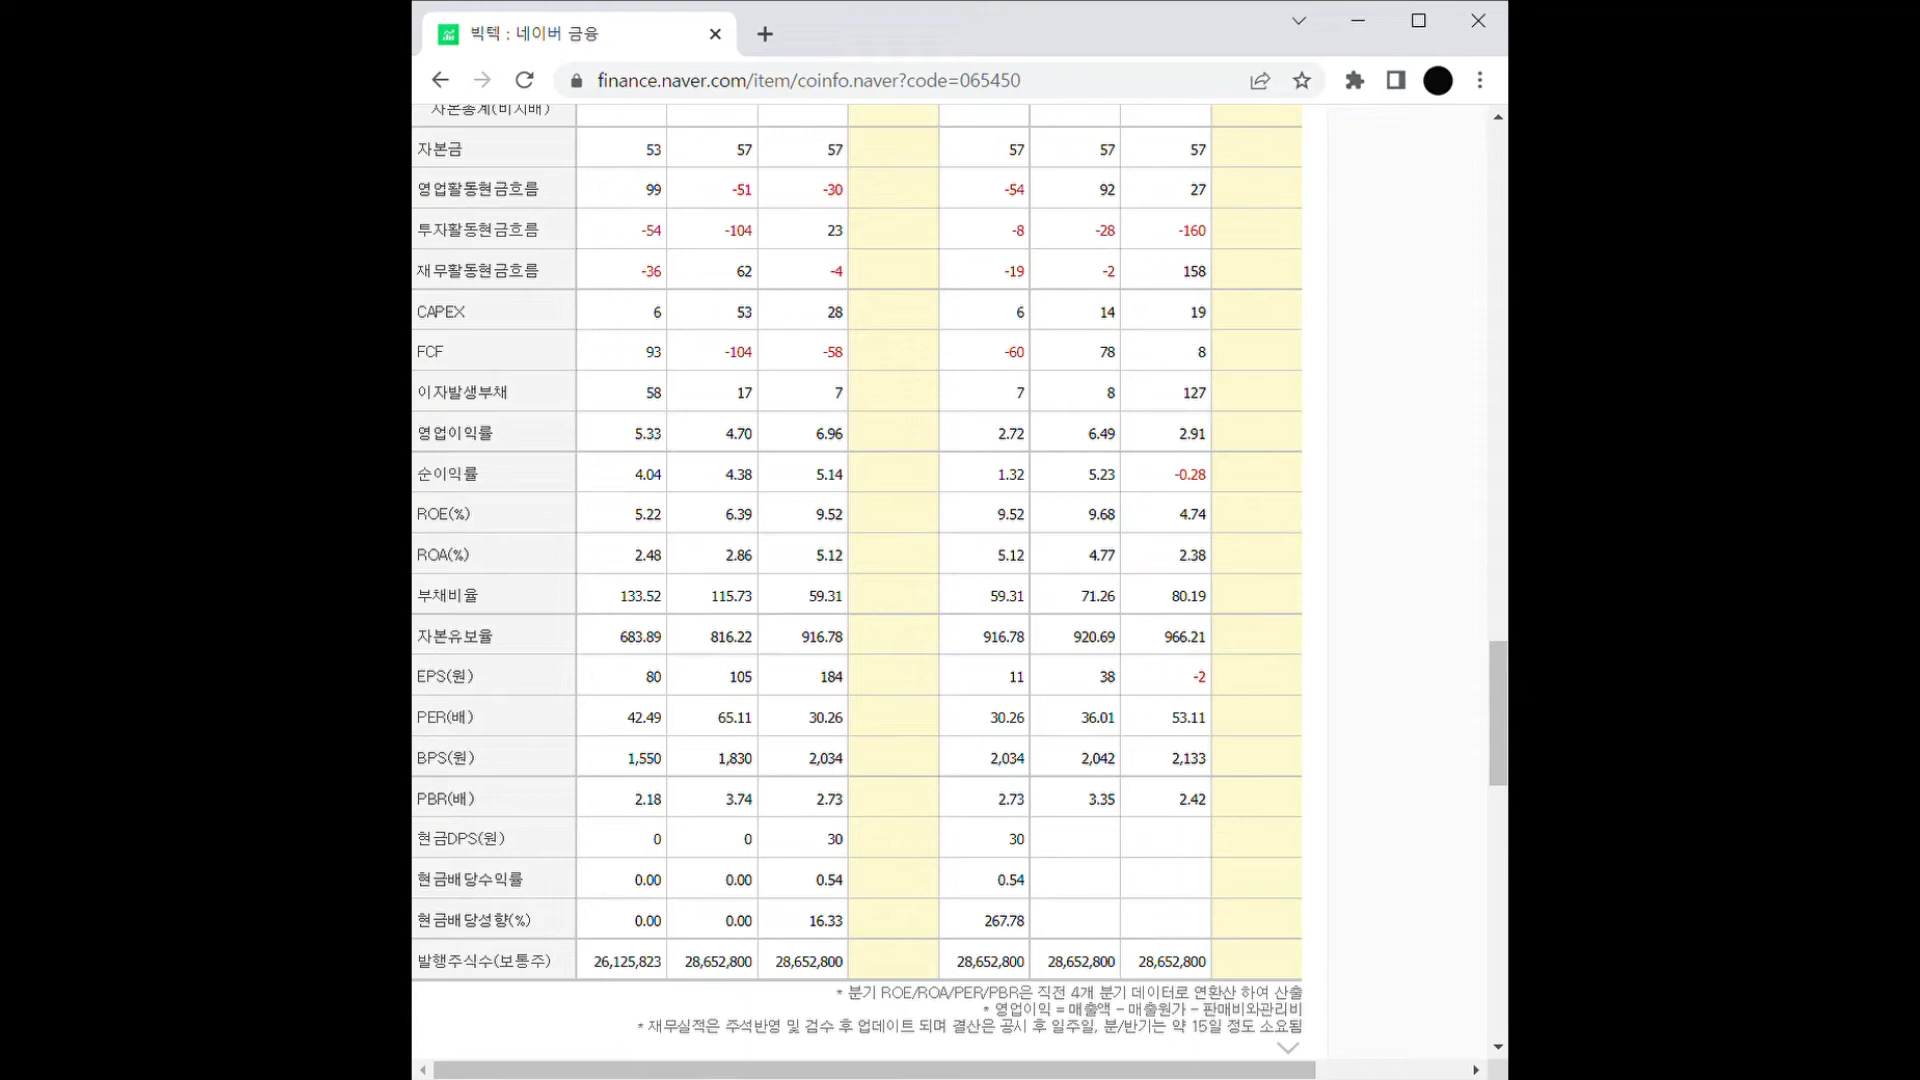 빅텍 : 네이버 금융
finance.naver.com/item/coinfo.naver?code=065450
자본총계(비지배)
자본금 53 57 57 57 57 57
영업활동현금흐름 99 -51 -30 -54 92 27
투자활동현금흐름 -54 -104 23 -8 -28 -160
재무활동현금흐름 -36 62 -4 -19 -2 158
CAPEX 6 53 28 6 14 19
FCF 93 -104 -58 -60 78 8
이자발생부채 58 17 7 7 8 127
영업이익률 5.33 4.70 6.96 2.72 6.49 2.91
순이익률 4.04 4.38 5.14 1.32 5.23 -0.28
ROE(%) 5.22 6.39 9.52 9.52 9.68 4.74
ROA(%) 2.48 2.86 5.12 5.12 4.77 2.38
부채비율 133.52 115.73 59.31 59.31 71.26 80.19
자본유보율 683.89 816.22 916.78 916.78 920.69 966.21
EPS(원) 80 105 184 11 38 -2
PER(배) 42.49 65.11 30.26 30.26 36.01 53.11
BPS(원) 1,550 1,830 2,034 2,034 2,042 2,133
PBR(배) 2.18 3.74 2.73 2.73 3.35 2.42
현금DPS(원) 0 0 30 30
현금배당수익률 0.00 0.00 0.54 0.54
현금배당성향(%) 0.00 0.00 16.33 267.78
발행주식수(보통주) 26,125,823 28,652,800 28,652,800 28,652,800 28,652,800 28,652,800
* 분기 ROE/ROA/PER/PBR은 직전 4개 분기 데이터로 연환산 하여 산출
* 영업이익 = 매출액 - 매출원가 - 판매비와관리비
* 재무실적은 주석반영 및 검수 후 업데이트 되며 결산은 공시 후 일주일, 분/반기는 약 15일 정도 소요됨